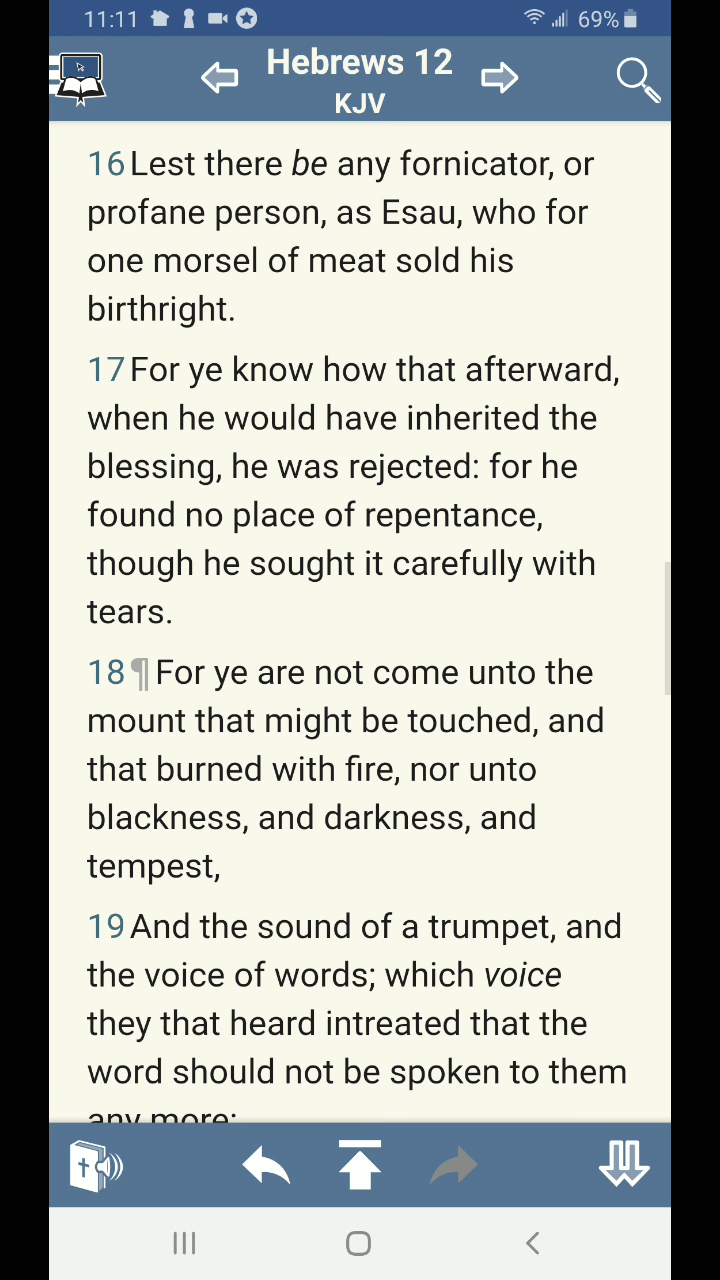 11:11 69%
Hebrews 12
KJV
16 Lest there be any fornicator, or
profane person, as Esau, who for
one morsel of meat sold his
birthright.
17 For ye know how that afterward,
when he would have inherited the
blessing, he was rejected: for he
found no place of repentance,
though he sought it carefully with
tears.
18 ¶ For ye are not come unto the
mount that might be touched, and
that burned with fire, nor unto
blackness, and darkness, and
tempest,
19 And the sound of a trumpet, and
the voice of words; which voice
they that heard intreated that the
word should not be spoken to them
any more: